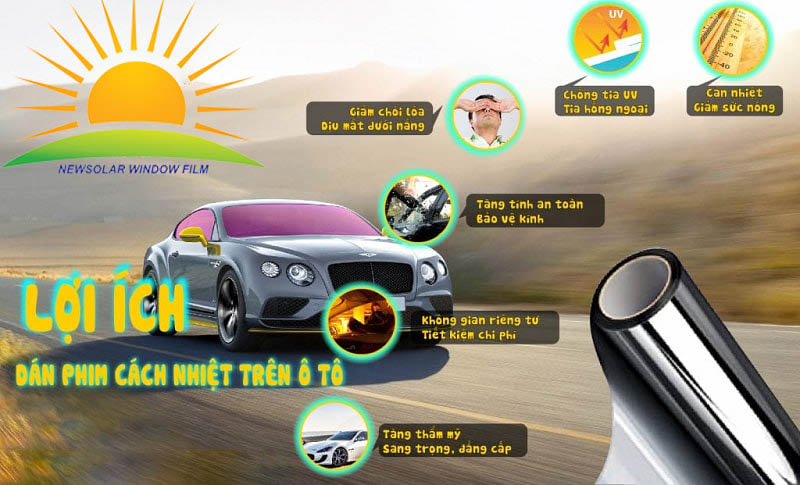 NEWSOLAR WINDOW FILM
UV
Chống tia UV
Tia hồng ngoại
Cản nhiệt
Giảm sức nóng
Giảm chói lóa
Dịu mắt dưới nắng
Tăng tính an toàn
Bảo vệ kính
LỢI ÍCH
DÁN PHIM CÁCH NHIỆT TRÊN Ô TÔ
Không gian riêng tư
Tiết kiệm chi phí
Tăng thẩm mỹ
Sang trọng, đẳng cấp